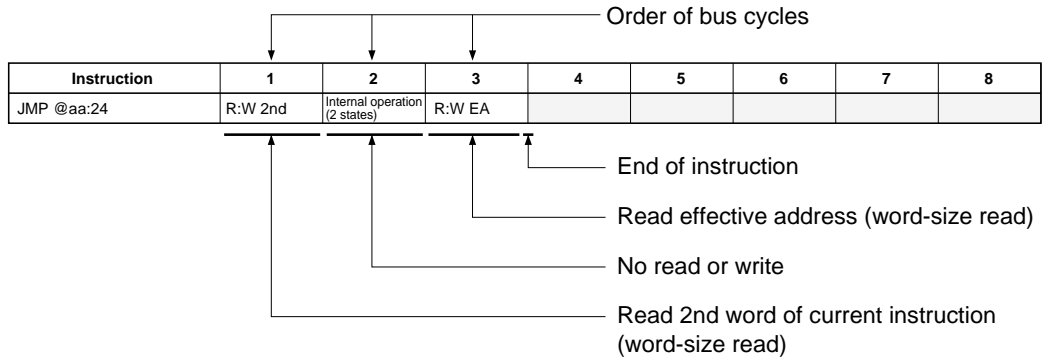 Order of bus cycles
Instruction 1 2 3 4 5 6 7 8
JMP @aa:24 R:W 2nd Internal operation (2 states) R:W EA
End of instruction
Read effective address (word-size read)
No read or write
Read 2nd word of current instruction
(word-size read)